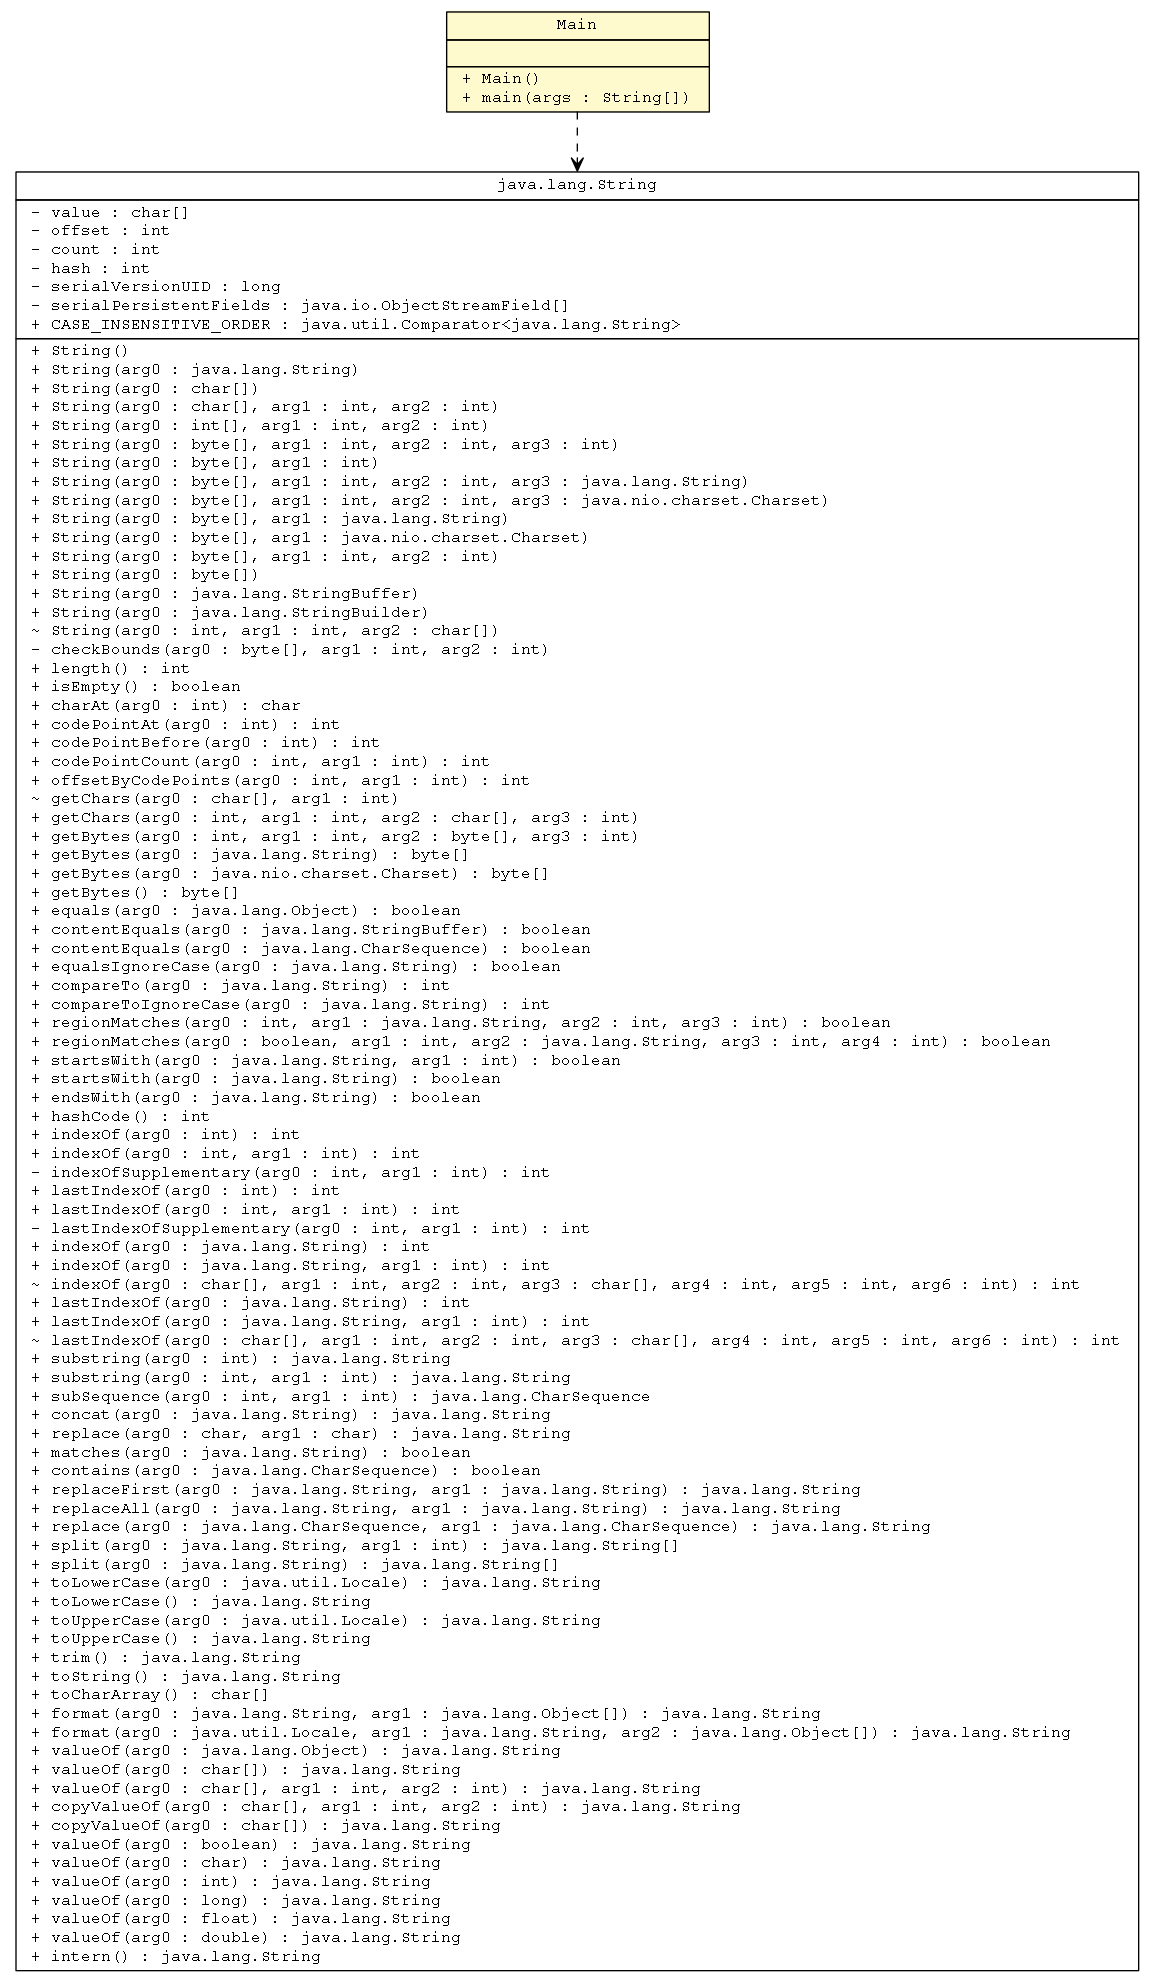 Main
+ Main()
+ main(args : String[])
java.lang.String
- value : char[]
- offset : int
- count : int
- hash : int
- serialVersionUID : long
- serialPersistentFields : java.io.ObjectStreamField[]
+ CASE_INSENSITIVE_ORDER : java.util.Comparator<java.lang.String>
+ String()
+ String(arg0 : java.lang.String)
+ String(arg0 : char[])
+ String(arg0 : char[], arg1 : int, arg2 : int)
+ String(arg0 : int[], arg1 : int, arg2 : int)
+ String(arg0 : byte[], arg1 : int, arg2 : int, arg3 : int)
+ String(arg0 : byte[], arg1 : int)
+ String(arg0 : byte[], arg1 : int, arg2 : int, arg3 : java.lang.String)
+ String(arg0 : byte[], arg1 : int, arg2 : int, arg3 : java.nio.charset.Charset)
+ String(arg0 : byte[], arg1 : java.lang.String)
+ String(arg0 : byte[], arg1 : java.nio.charset.Charset)
+ String(arg0 : byte[], arg1 : int, arg2 : int)
+ String(arg0 : byte[])
+ String(arg0 : java.lang.StringBuffer)
+ String(arg0 : java.lang.StringBuilder)
~ String(arg0 : int, arg1 : int, arg2 : char[])
- checkBounds(arg0 : byte[], arg1 : int, arg2 : int)
+ length() : int
+ isEmpty() : boolean
+ charAt(arg0 : int) : char
+ codePointAt(arg0 : int) : int
+ codePointBefore(arg0 : int) : int
+ codePointCount(arg0 : int, arg1 : int) : int
+ offsetByCodePoints(arg0 : int, arg1 : int) : int
~ getChars(arg0 : char[], arg1 : int)
+ getChars(arg0 : int, arg1 : int, arg2 : char[], arg3 : int)
+ getBytes(arg0 : int, arg1 : int, arg2 : byte[], arg3 : int)
+ getBytes(arg0 : java.lang.String) : byte[]
+ getBytes(arg0 : java.nio.charset.Charset) : byte[]
+ getBytes() : byte[]
+ equals(arg0 : java.lang.Object) : boolean
+ contentEquals(arg0 : java.lang.StringBuffer) : boolean
+ contentEquals(arg0 : java.lang.CharSequence) : boolean
+ equalsIgnoreCase(arg0 : java.lang.String) : boolean
+ compareTo(arg0 : java.lang.String) : int
+ compareToIgnoreCase(arg0 : java.lang.String) : int
+ regionMatches(arg0 : int, arg1 : java.lang.String, arg2 : int, arg3 : int) : boolean
+ regionMatches(arg0 : boolean, arg1 : int, arg2 : java.lang.String, arg3 : int, arg4 : int) : boolean
+ startsWith(arg0 : java.lang.String, arg1 : int) : boolean
+ startsWith(arg0 : java.lang.String) : boolean
+ endsWith(arg0 : java.lang.String) : boolean
+ hashCode() : int
+ indexOf(arg0 : int) : int
+ indexOf(arg0 : int, arg1 : int) : int
- indexOfSupplementary(arg0 : int, arg1 : int) : int
+ lastIndexOf(arg0 : int) : int
+ lastIndexOf(arg0 : int, arg1 : int) : int
- lastIndexOfSupplementary(arg0 : int, arg1 : int) : int
+ indexOf(arg0 : java.lang.String) : int
+ indexOf(arg0 : java.lang.String, arg1 : int) : int
~ indexOf(arg0 : char[], arg1 : int, arg2 : int, arg3 : char[], arg4 : int, arg5 : int, arg6 : int) : int
+ lastIndexOf(arg0 : java.lang.String) : int
+ lastIndexOf(arg0 : java.lang.String, arg1 : int) : int
~ lastIndexOf(arg0 : char[], arg1 : int, arg2 : int, arg3 : char[], arg4 : int, arg5 : int, arg6 : int) : int
+ substring(arg0 : int) : java.lang.String
+ substring(arg0 : int, arg1 : int) : java.lang.String
+ subSequence(arg0 : int, arg1 : int) : java.lang.CharSequence
+ concat(arg0 : java.lang.String) : java.lang.String
+ replace(arg0 : char, arg1 : char) : java.lang.String
+ matches(arg0 : java.lang.String) : boolean
+ contains(arg0 : java.lang.CharSequence) : boolean
+ replaceFirst(arg0 : java.lang.String, arg1 : java.lang.String) : java.lang.String
+ replaceAll(arg0 : java.lang.String, arg1 : java.lang.String) : java.lang.String
+ replace(arg0 : java.lang.CharSequence, arg1 : java.lang.CharSequence) : java.lang.String
+ split(arg0 : java.lang.String, arg1 : int) : java.lang.String[]
+ split(arg0 : java.lang.String) : java.lang.String[]
+ toLowerCase(arg0 : java.util.Locale) : java.lang.String
+ toLowerCase() : java.lang.String
+ toUpperCase(arg0 : java.util.Locale) : java.lang.String
+ toUpperCase() : java.lang.String
+ trim() : java.lang.String
+ toString() : java.lang.String
+ toCharArray() : char[]
+ format(arg0 : java.lang.String, arg1 : java.lang.Object[]) : java.lang.String
+ format(arg0 : java.util.Locale, arg1 : java.lang.String, arg2 : java.lang.Object[]) : java.lang.String
+ valueOf(arg0 : java.lang.Object) : java.lang.String
+ valueOf(arg0 : char[]) : java.lang.String
+ valueOf(arg0 : char[], arg1 : int, arg2 : int) : java.lang.String
+ copyValueOf(arg0 : char[], arg1 : int, arg2 : int) : java.lang.String
+ copyValueOf(arg0 : char[]) : java.lang.String
+ valueOf(arg0 : boolean) : java.lang.String
+ valueOf(arg0 : char) : java.lang.String
+ valueOf(arg0 : int) : java.lang.String
+ valueOf(arg0 : long) : java.lang.String
+ valueOf(arg0 : float) : java.lang.String
+ valueOf(arg0 : double) : java.lang.String
+ intern() : java.lang.String